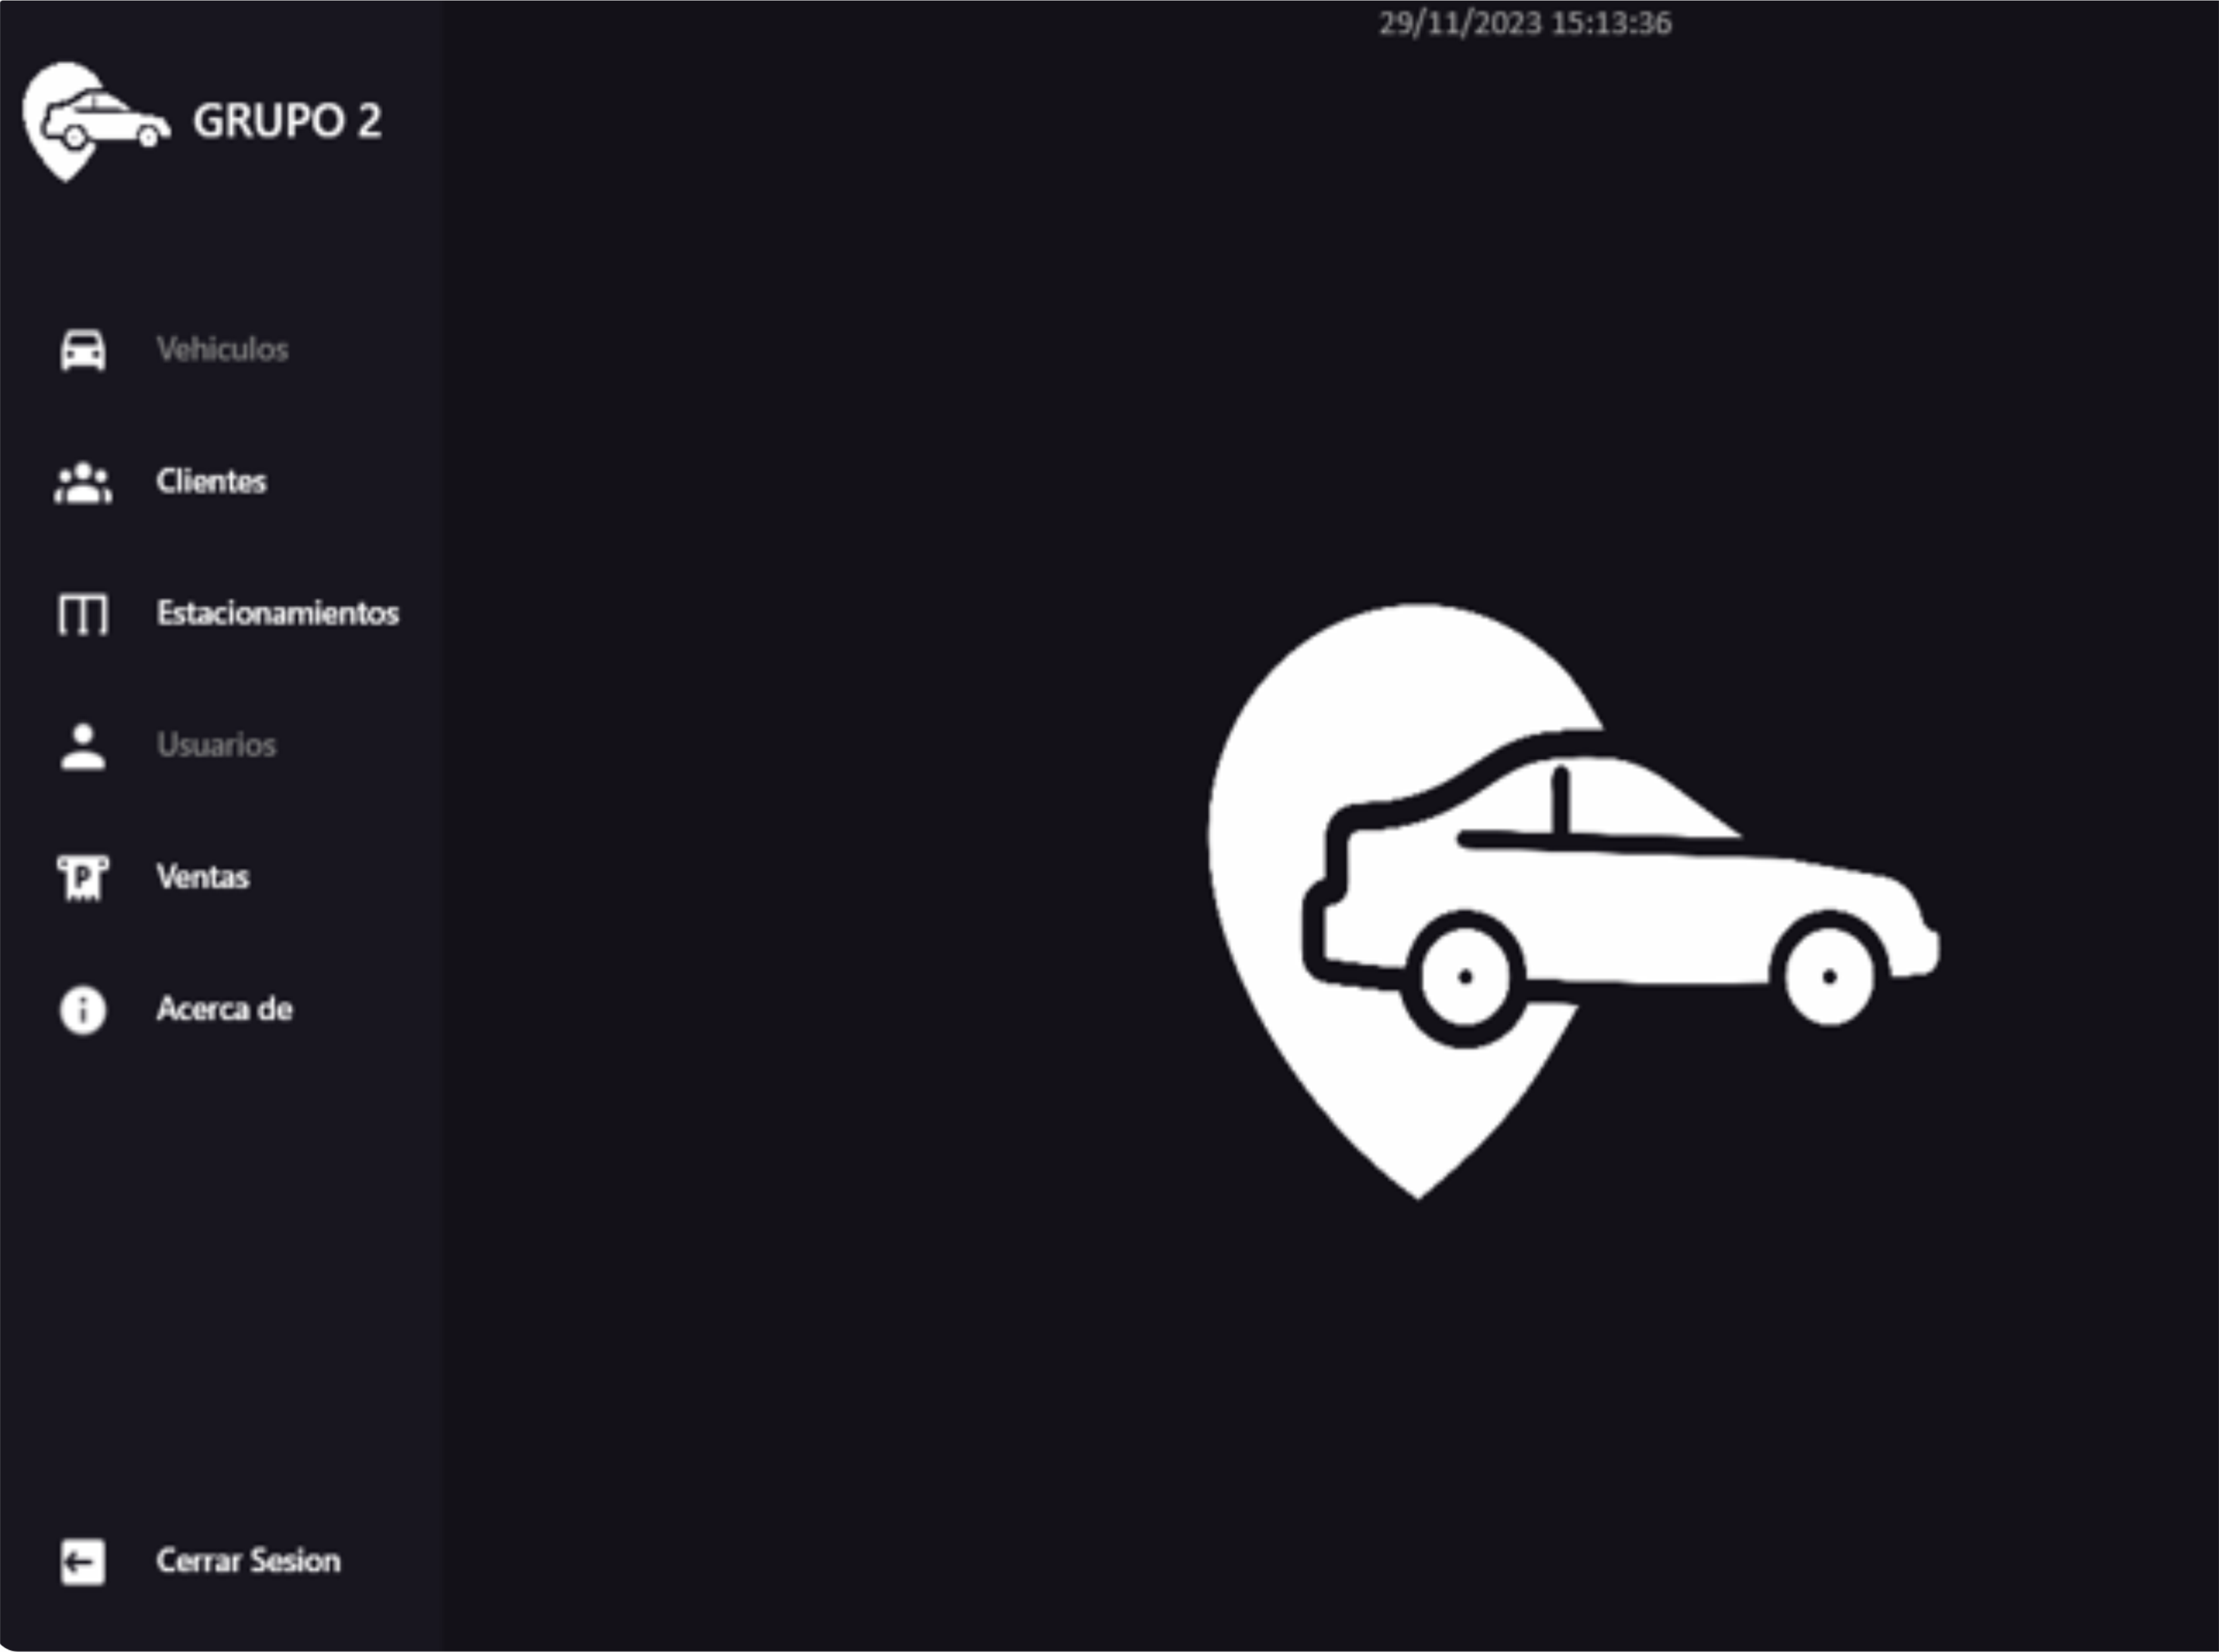 29/11/2023 15:13:36
GRUPO 2
Vehiculos
Clientes
Estacionamientos
Usuarios
P
Ventas
Acerca de
Cerrar Sesion